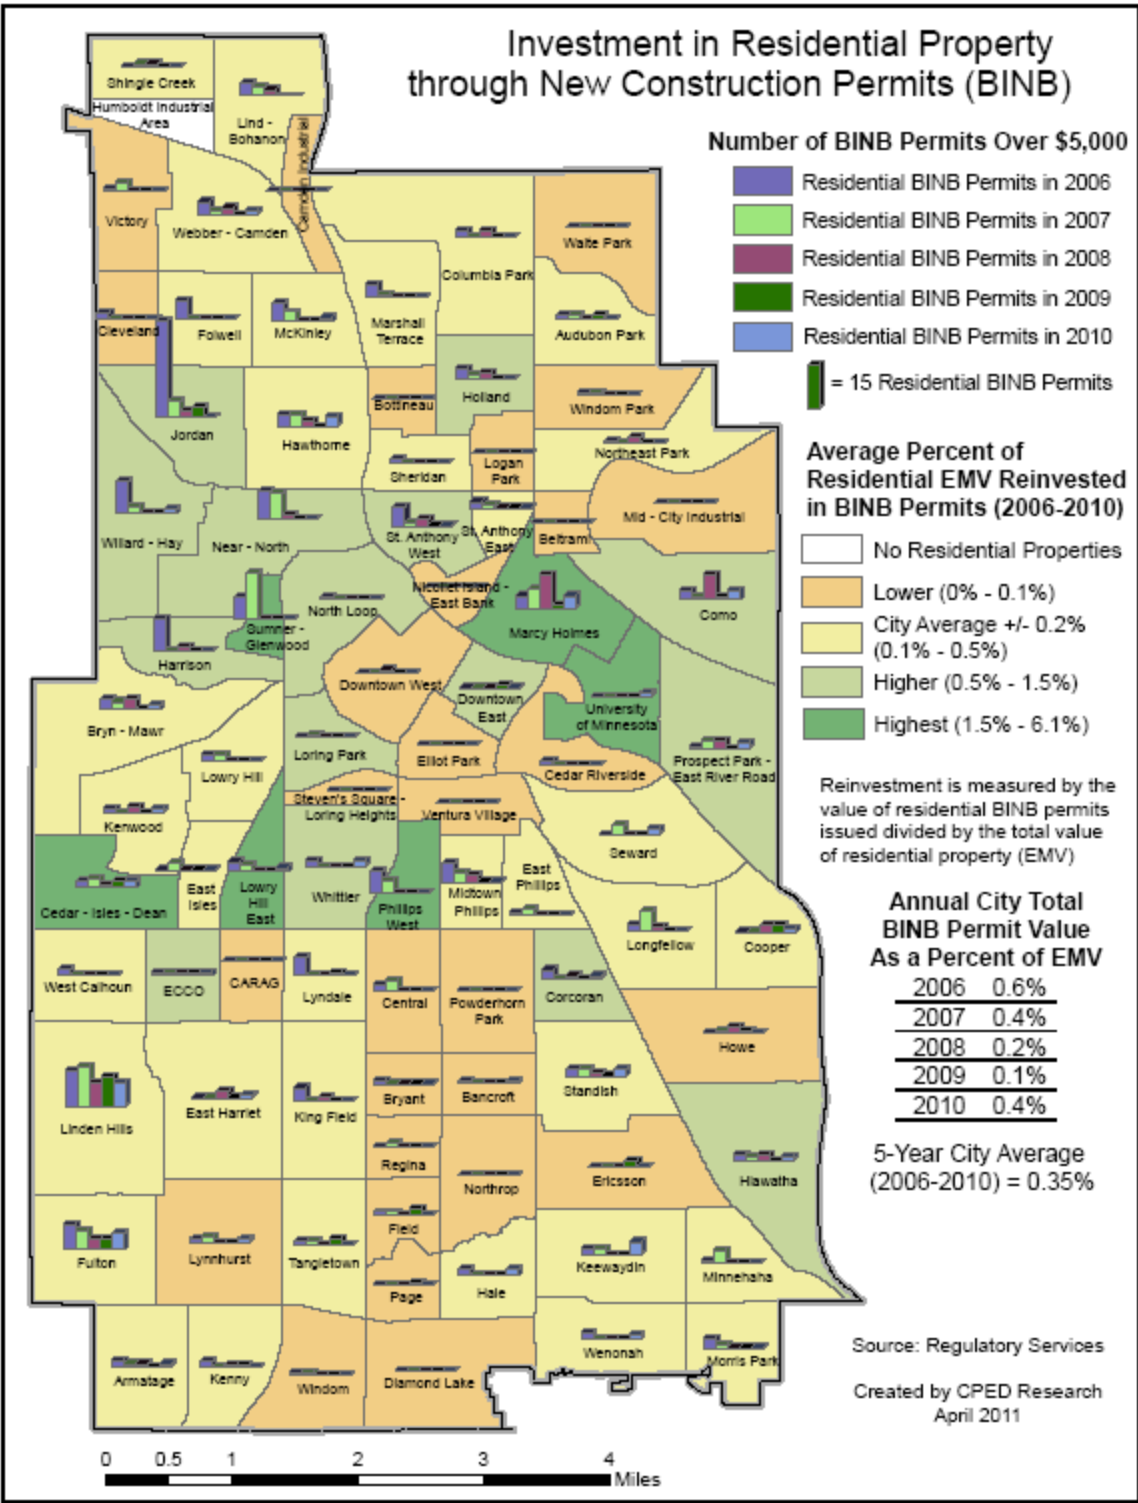 Investment in Residential Property
through New Construction Permits (BINB)
Number of BINB Permits Over $5,000
Residential BINB Permits in 2006
Residential BINB Permits in 2007
Residential BINB Permits in 2008
Residential BINB Permits in 2009
Residential BINB Permits in 2010
= 15 Residential BINB Permits
Average Percent of
Residential EMV Reinvested
in BINB Permits (2006-2010)
No Residential Properties
Lower (0% - 0.1%)
City Average +/- 0.2%
(0.1% - 0.5%)
Higher (0.5% - 1.5%)
Highest (1.5% - 6.1%)
Reinvestment is measured by the
value of residential BINB permits
issued divided by the total value
of residential property (EMV)
Annual City Total
BINB Permit Value
As a Percent of EMV
2006 0.6%
2007 0.4%
2008 0.2%
2009 0.1%
2010 0.4%
5-Year City Average
(2006-2010) = 0.35%
Source: Regulatory Services
Created by CPED Research
April 2011
Shingle Creek
Humboldt Industrial
Area
Lind -
Bohanon
Camden Industrial
Victory
Webber - Camden
Columbia Park
Waite Park
Cleveland
Folwell
McKinley
Marshall
Terrace
Audubon Park
Jordan
Hawthorne
Bottineau
Holland
Windom Park
Sheridan
Logan
Park
Northeast Park
Willard - Hay
Near - North
St. Anthony
West
St. Anthony
East
Beltrami
Mid - City Industrial
Nicollet Island -
East Bank
North Loop
Sumner -
Glenwood
Marcy Holmes
Como
Harrison
Downtown West
Downtown
East
University
of Minnesota
Bryn - Mawr
Lowry Hill
Loring Park
Elliot Park
Cedar Riverside
Prospect Park -
East River Road
Steven's Square -
Loring Heights
Ventura Village
Kenwood
Seward
Cedar - Isles - Dean
East
Isles
Lowry
Hill
East
Whittier
Phillips
West
Midtown
Phillips
East
Phillips
Longfellow
Cooper
West Calhoun
ECCO
CARAG
Lyndale
Central
Powderhorn
Park
Corcoran
Howe
Linden Hills
East Harriet
King Field
Bryant
Bancroft
Standish
Regina
Northrop
Ericsson
Hiawatha
Field
Fulton
Lynnhurst
Tangletown
Page
Hale
Keewaydin
Minnehaha
Armatage
Kenny
Windom
Diamond Lake
Wenonah
Morris Park
0 0.5 1 2 3 4
Miles